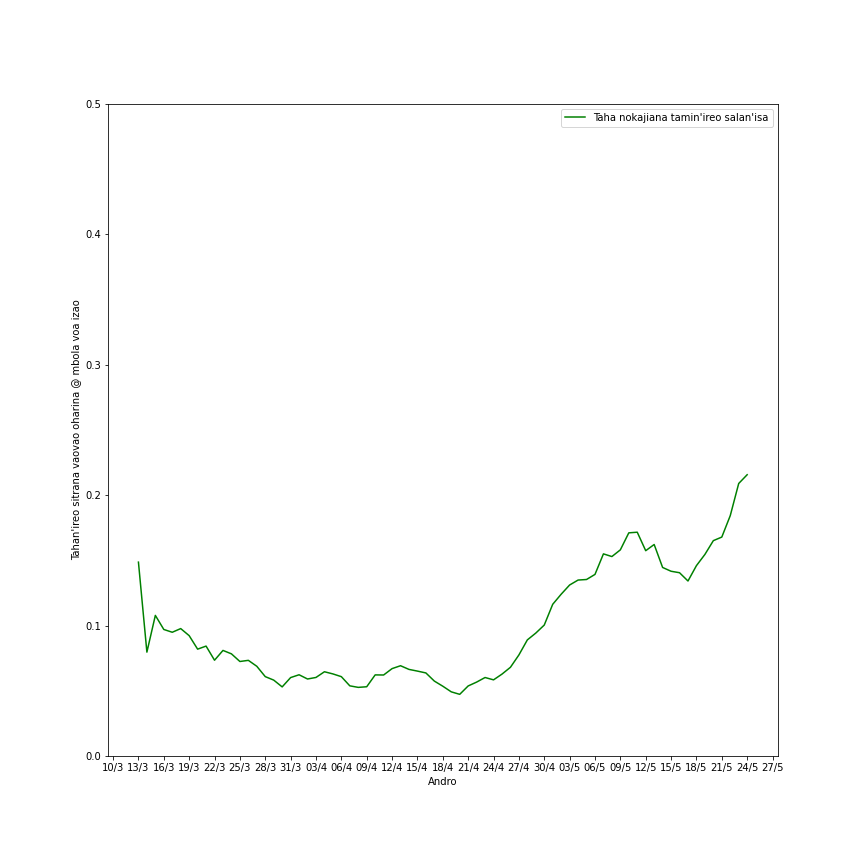 Taha nokajiana tamin'ireo salan'isa
0.5
0.4
0.3
0.2
0.1
0.0
Tahan'ireo sitrana vaovao oharina @ mbola voa izao
10/3 13/3 16/3 19/3 22/3 25/3 28/3 31/3 03/4 06/4 09/4 12/4 15/4 18/4 21/4 24/4 27/4 30/4 03/5 06/5 09/5 12/5 15/5 18/5 21/5 24/5 27/5
Andro